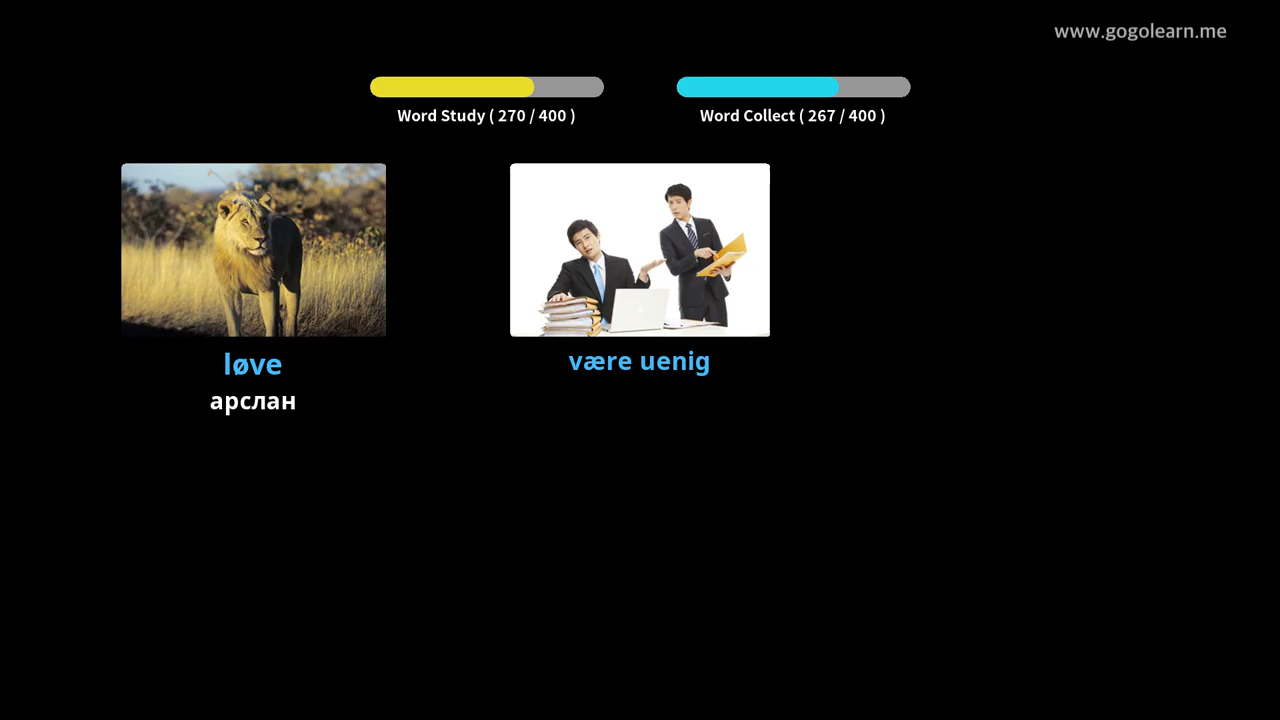 www.gogolearn.me
Word Study ( 270 / 400 )
Word Collect ( 267 / 400 )
løve
арслан
være uenig